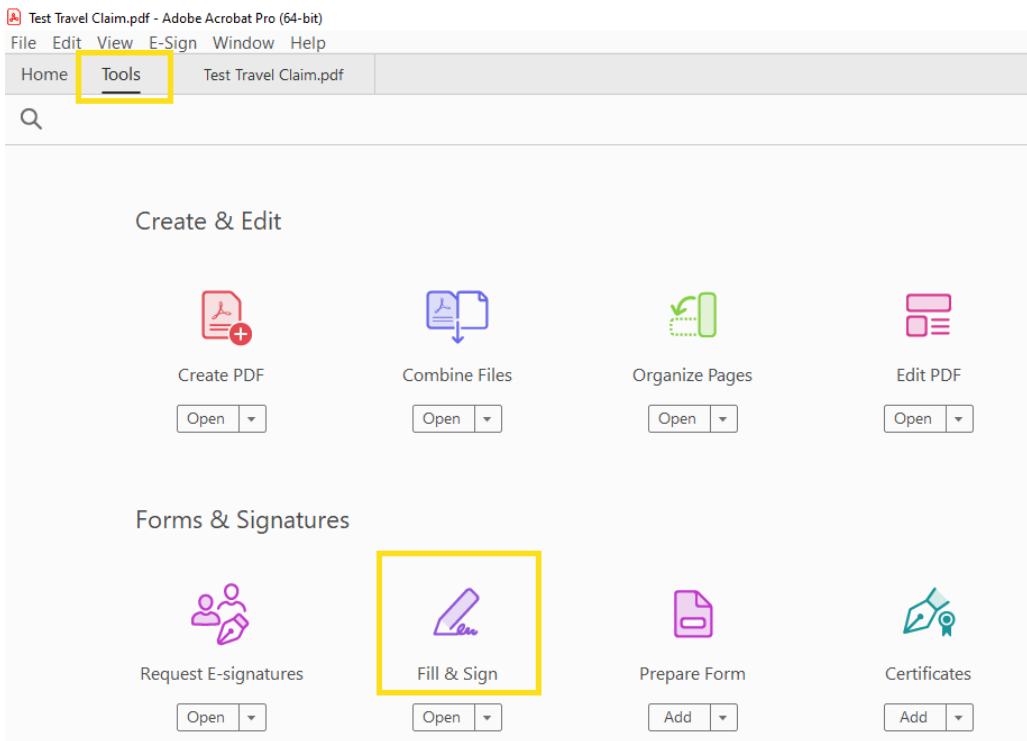 Test Travel Claim.pdf - Adobe Acrobat Pro (64-bit)
File Edit View E-Sign Window Help
Home Tools Test Travel Claim.pdf
Create & Edit
Create PDF Combine Files Organize Pages Edit PDF
Open Open Open Open
Forms & Signatures
Request E-signatures Fill & Sign Prepare Form Certificates
Open Open Add Add